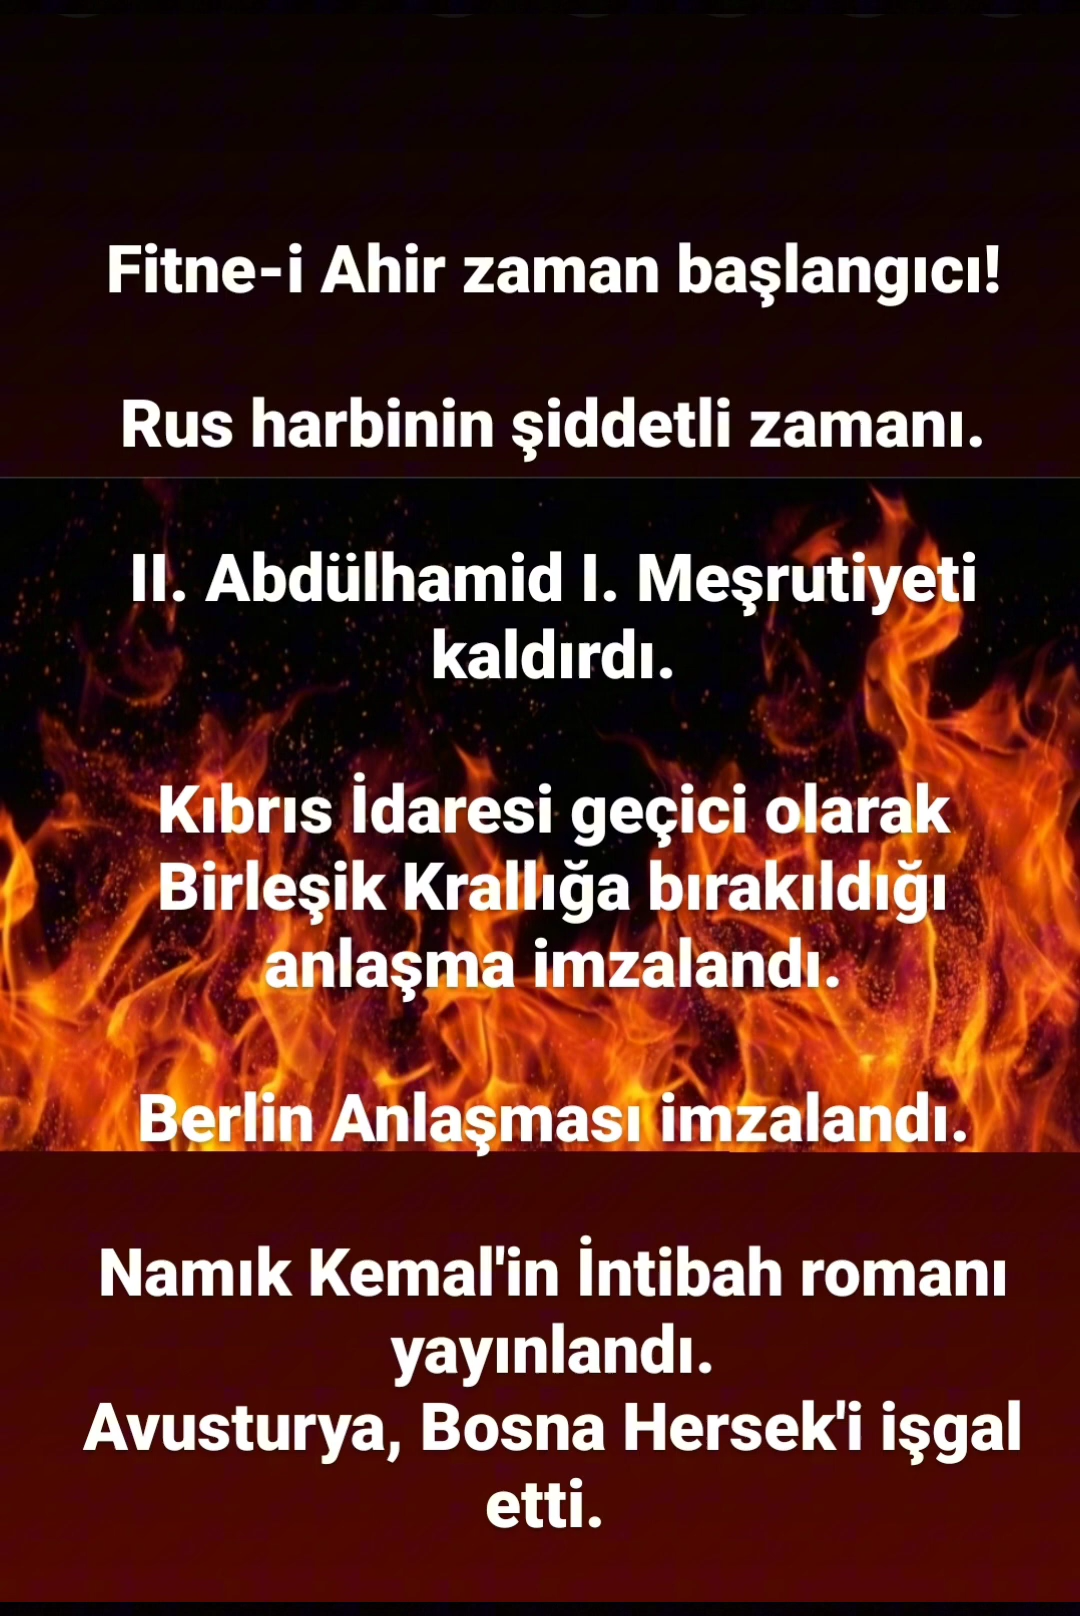 Fitne-i Ahir zaman başlangıcı!
Rus harbinin şiddetli zamanı.
II. Abdülhamid I. Meşrutiyeti
kaldırdı.
Kıbrıs İdaresi geçici olarak
Birleşik Krallığa bırakıldığı
anlaşma imzalandı.
Berlin Anlaşması imzalandı.
Namık Kemal'in İntibah romanı
yayınlandı.
Avusturya, Bosna Hersek'i işgal
etti.